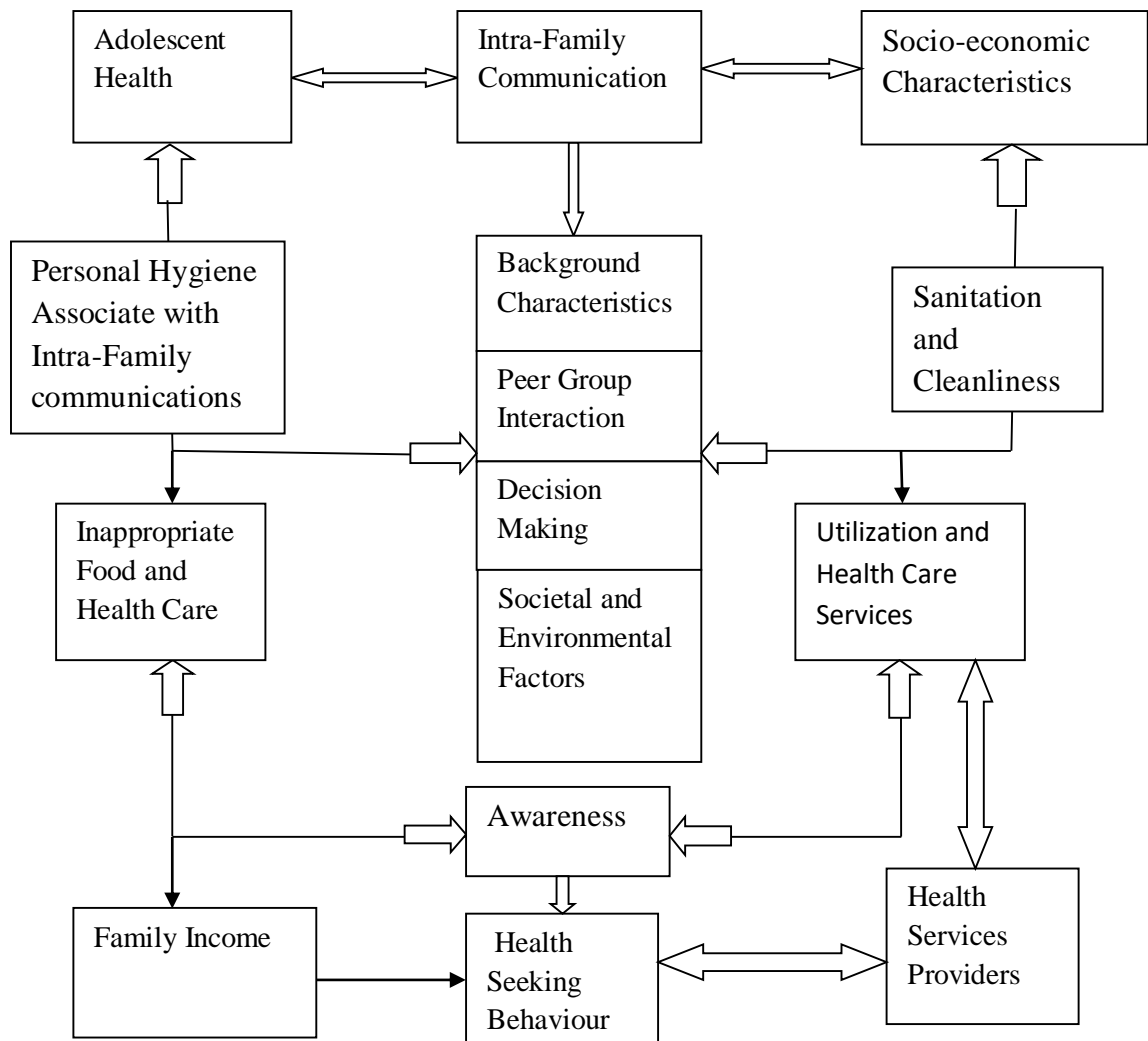 Adolescent
Health
Intra-Family
Communication
Socio-economic
Characteristics
Personal Hygiene
Associate with
Intra-Family
communications
Background
Characteristics
Peer Group
Interaction
Decision
Making
Societal and
Environmental
Factors
Sanitation
and
Cleanliness
Inappropriate
Food and
Health Care
Utilization and
Health Care
Services
Awareness
Family Income
Health
Seeking
Behaviour
Health
Services
Providers